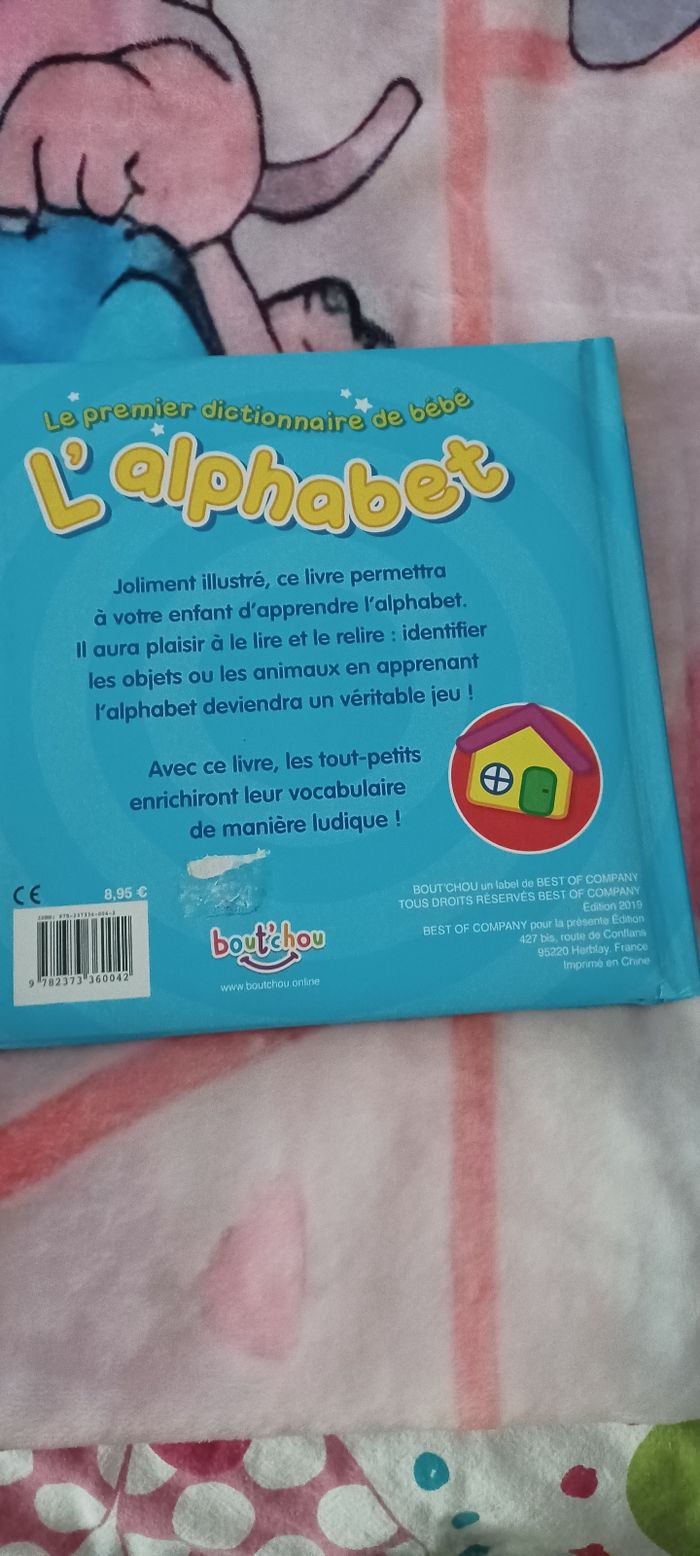 Le premier dictionnaire de bébé
L'alphabet
Joliment illustré, ce livre permettra
à votre enfant d'apprendre l'alphabet.
Il aura plaisir à le lire et le relire : identifier
les objets ou les animaux en apprenant
l'alphabet deviendra un véritable jeu !
Avec ce livre, les tout-petits
enrichiront leur vocabulaire
de manière ludique !
CE
8,95 €
9 782373 360042
bout'chou
www.boutchou.online
BOUT'CHOU un label de BEST OF COMPANY
TOUS DROITS RÉSERVÉS BEST OF COMPANY
Édition 2019
BEST OF COMPANY pour la présente Édition
427 bis, route de Conflans
95220 Herblay, France
Imprimé en Chine